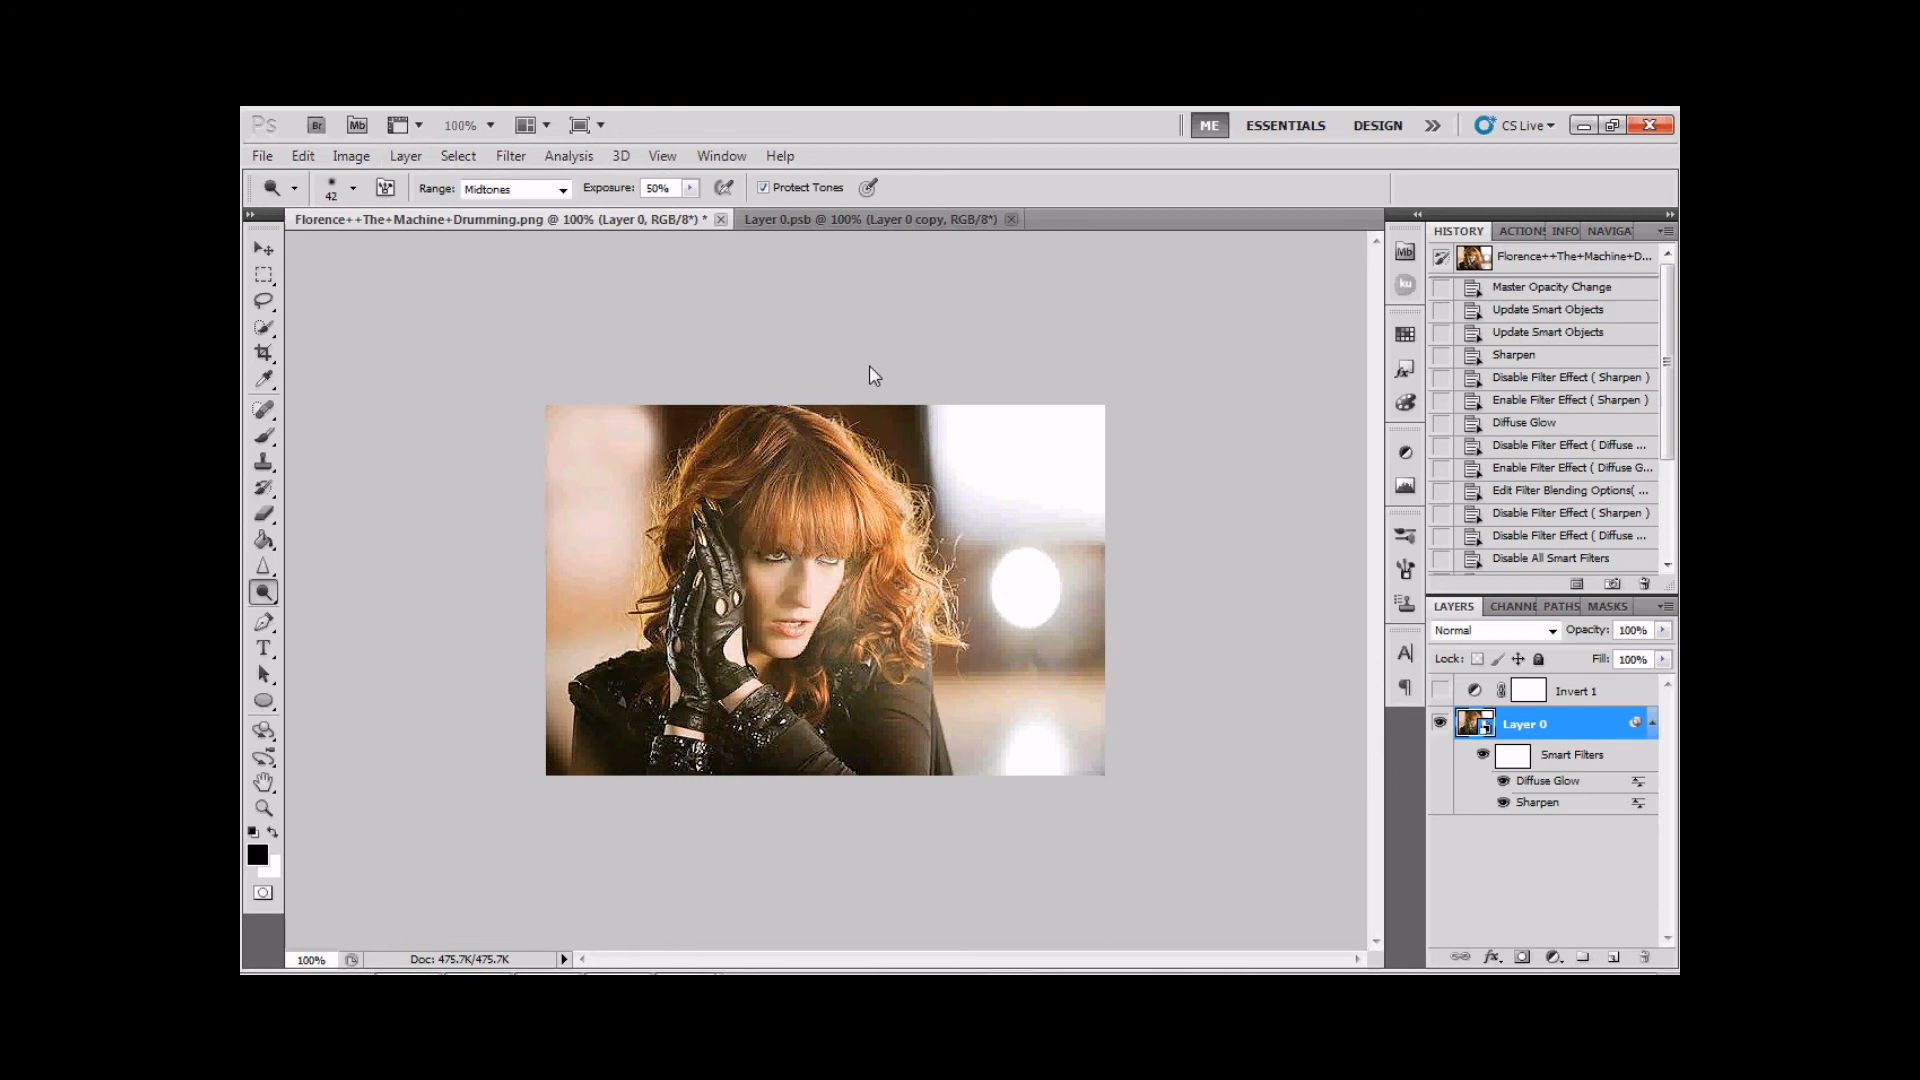 Ps Br Mb 100% ME ESSENTIALS DESIGN CS Live
File Edit Image Layer Select Filter Analysis 3D View Window Help
42 Range: Midtones Exposure: 50% Protect Tones
Florence++The+Machine+Drumming.png @ 100% (Layer 0, RGB/8*) * Layer 0.psb @ 100% (Layer 0 copy, RGB/8*)
HISTORY ACTIONS INFO NAVIGA
Mb
Florence++The+Machine+D...
ku
Master Opacity Change
Update Smart Objects
Update Smart Objects
Sharpen
Disable Filter Effect ( Sharpen )
Enable Filter Effect ( Sharpen )
Diffuse Glow
Disable Filter Effect ( Diffuse ...
Enable Filter Effect ( Diffuse G...
Edit Filter Blending Options( ...
Disable Filter Effect ( Sharpen )
Disable Filter Effect ( Diffuse ...
Disable All Smart Filters
LAYERS CHANNE PATHS MASKS
Normal Opacity: 100%
Lock: Fill: 100%
Invert 1
Layer 0
Smart Filters
Diffuse Glow
Sharpen
100% Doc: 475.7K/475.7K